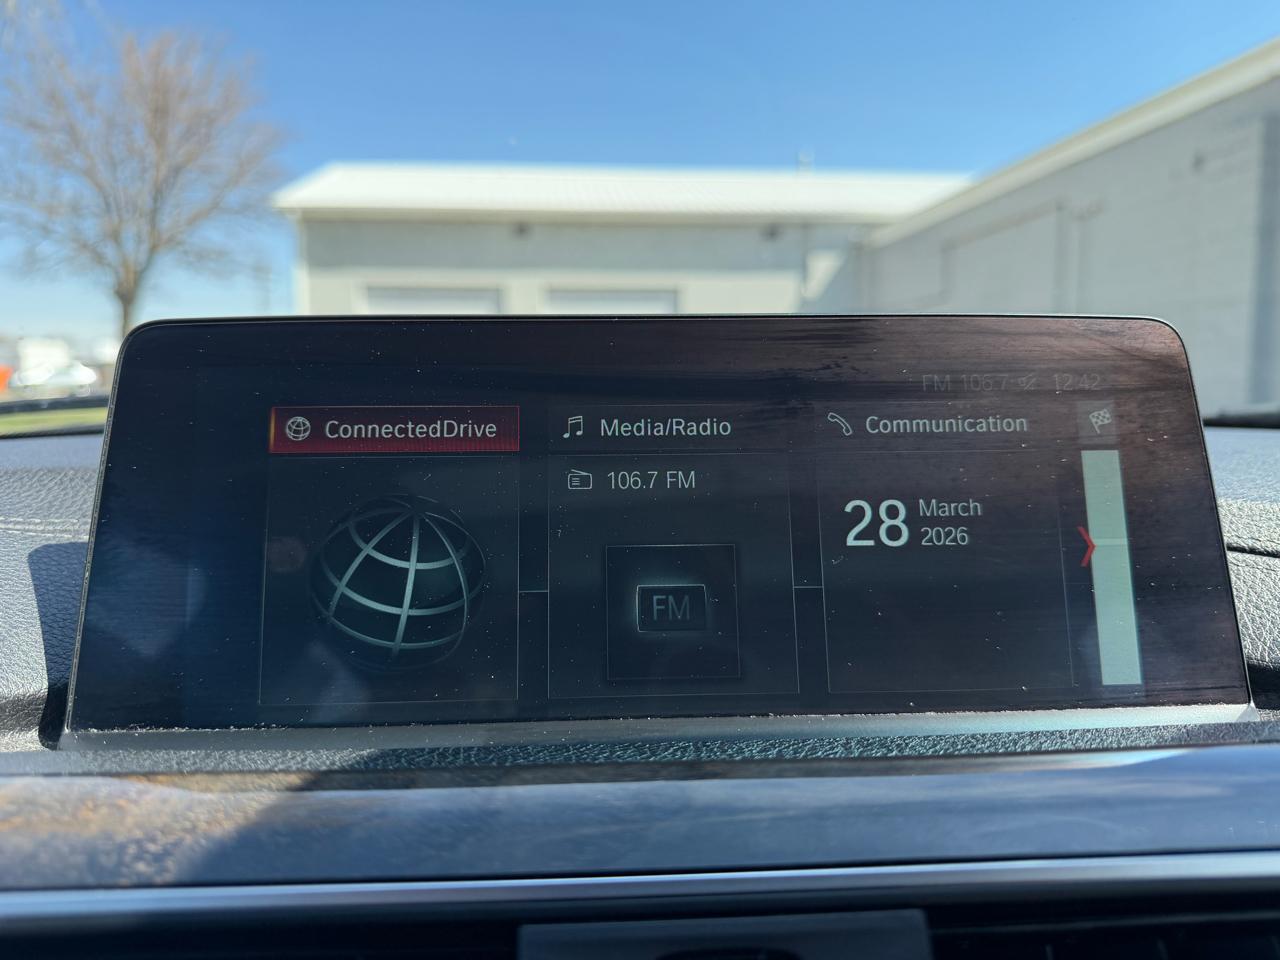 FM 106.7 12:42
ConnectedDrive
Media/Radio
Communication
106.7 FM
28 March
2026
FM